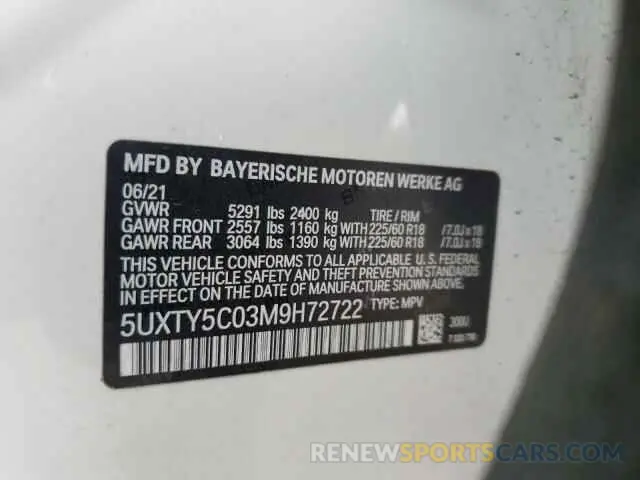 MFD BY BAYERISCHE MOTOREN WERKE AG
06/21
GVWR 5291 lbs 2400 kg TIRE / RIM
GAWR FRONT 2557 lbs 1160 kg WITH 225/60 R18 / 7.0J x 18
GAWR REAR 3064 lbs 1390 kg WITH 225/60 R18 / 7.0J x 18
THIS VEHICLE CONFORMS TO ALL APPLICABLE U. S. FEDERAL
MOTOR VEHICLE SAFETY AND THEFT PREVENTION STANDARDS
IN EFFECT ON THE DATE OF MANUFACTURE SHOWN ABOVE.
5UXTY5C03M9H72722 TYPE: MPV
300U
RENEWSPORTSCARS.COM